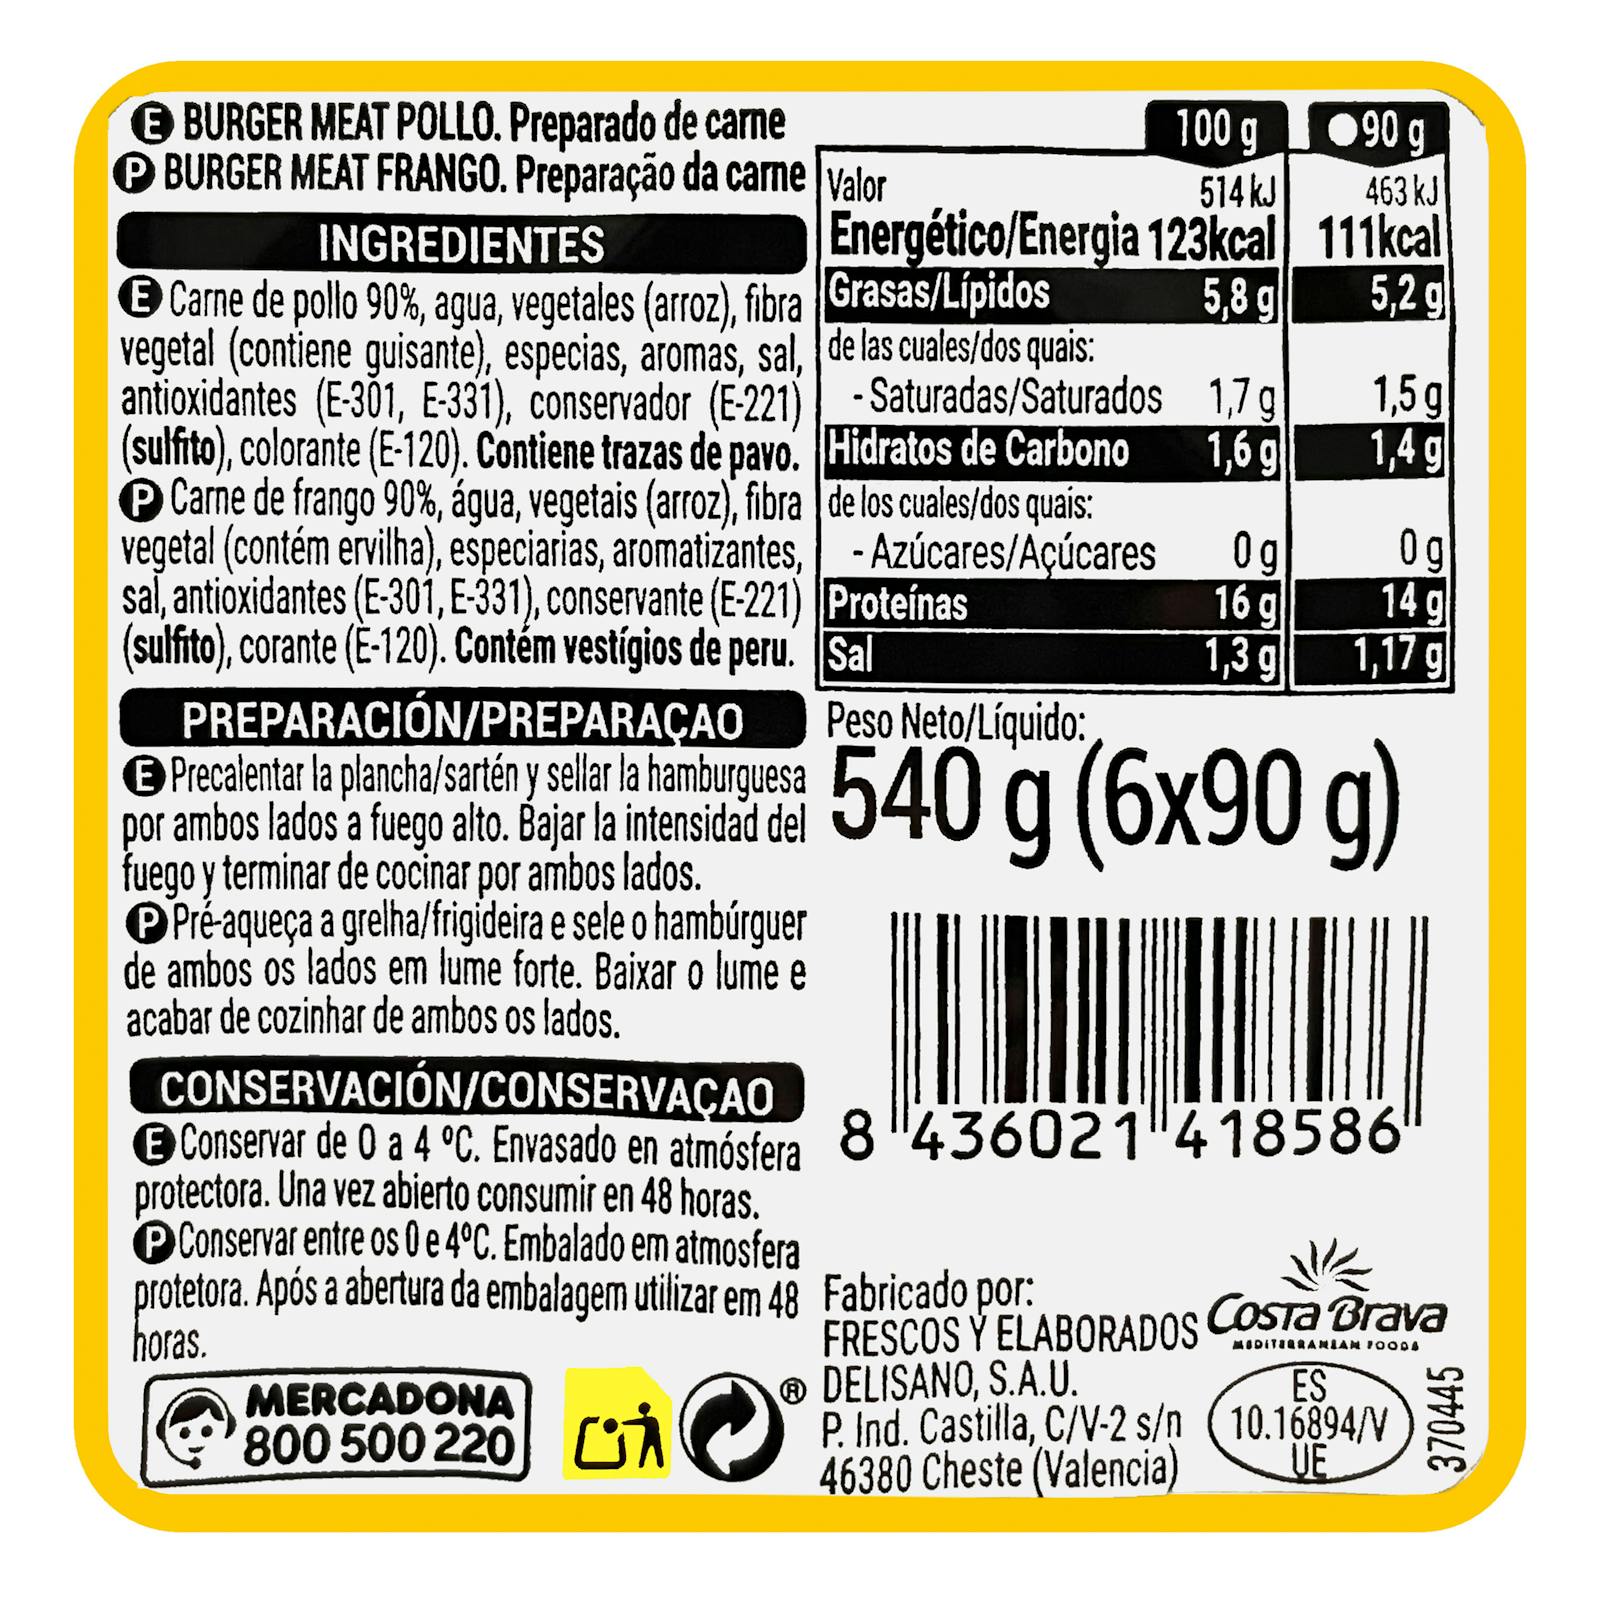 E BURGER MEAT POLLO. Preparado de carne
P BURGER MEAT FRANGO. Preparação da carne
INGREDIENTES
E Carne de pollo 90%, agua, vegetales (arroz), fibra
vegetal (contiene guisante), especias, aromas, sal,
antioxidantes (E-301, E-331), conservador (E-221)
(sulfito), colorante (E-120). Contiene trazas de pavo.
P Carne de frango 90%, água, vegetais (arroz), fibra
vegetal (contém ervilha), especiarias, aromatizantes,
sal, antioxidantes (E-301, E-331), conservante (E-221)
(sulfito), corante (E-120). Contém vestígios de peru.
PREPARACIÓN/PREPARAÇAO
E Precalentar la plancha/sartén y sellar la hamburguesa
por ambos lados a fuego alto. Bajar la intensidad del
fuego y terminar de cocinar por ambos lados.
P Pré-aqueça a grelha/frigideira e sele o hambúrguer
de ambos os lados em lume forte. Baixar o lume e
acabar de cozinhar de ambos os lados.
CONSERVACIÓN/CONSERVAÇAO
E Conservar de 0 a 4 ºC. Envasado en atmósfera
protectora. Una vez abierto consumir en 48 horas.
P Conservar entre os 0 e 4ºC. Embalado em atmosfera
protetora. Após a abertura da embalagem utilizar em 48
horas.
MERCADONA
800 500 220
®
100 g 90 g
Valor 514 kJ 463 kJ
Energético/Energia 123kcal 111kcal
Grasas/Lípidos 5,8 g 5,2 g
de las cuales/dos quais:
- Saturadas/Saturados 1,7 g 1,5 g
Hidratos de Carbono 1,6 g 1,4 g
de los cuales/dos quais:
- Azúcares/Açúcares 0 g 0 g
Proteínas 16 g 14 g
Sal 1,3 g 1,17 g
Peso Neto/Líquido:
540 g (6x90 g)
8 436021 418586
Fabricado por:
FRESCOS Y ELABORADOS
DELISANO, S.A.U.
P. Ind. Castilla, C/V-2 s/n
46380 Cheste (Valencia)
Costa Brava
MEDITERRANEAN FOODS
ES
10.16894/V
UE
370445